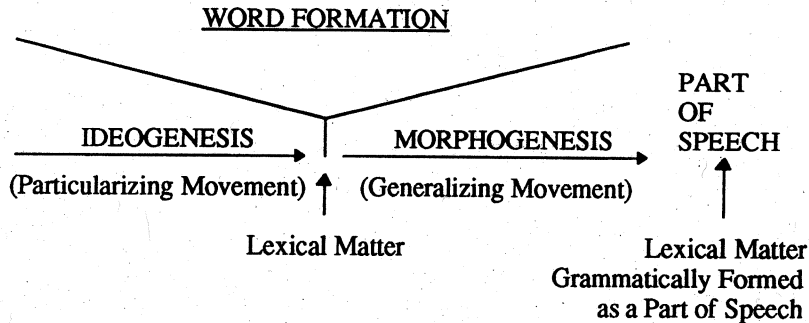 WORD FORMATION
IDEOGENESIS
(Particularizing Movement)
Lexical Matter
MORPHOGENESIS
(Generalizing Movement)
PART
OF
SPEECH
Lexical Matter
Grammatically Formed
as a Part of Speech